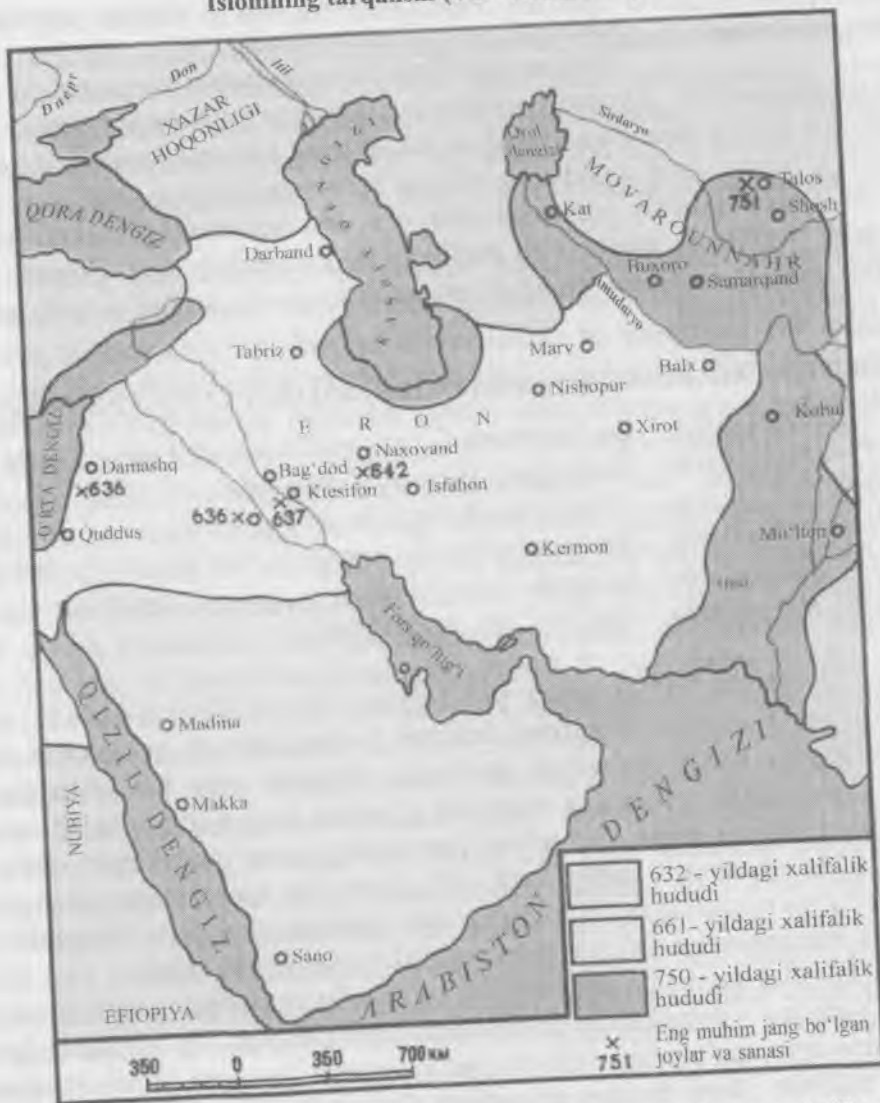 Islomning tarqalishi
Dnepr
Don
Itil
XAZAR
HOQONLIGI
QORA DENGIZ
Darband
Orol
dengizi
Sirdaryo
MOVAROUNNAHR
Talos
751
Shosh
Kat
Buxoro
Samarqand
Amudaryo
Tabriz
Marv
Nishopur
Balx
ERON
Xirot
Kobul
O'RTA DENGIZ
Damashq
636
Naxovand
642
Bag'dod
Ktesifon
Isfahon
636
637
Quddus
Kermon
Mo'lton
Fors qo'ltig'i
QIZIL DENGIZ
Madina
Makka
NUBIYA
Sano
EFIOPIYA
ARABISTON DENGIZI
632 - yildagi xalifalik
hududi
661- yildagi xalifalik
hududi
750 - yildagi xalifalik
hududi
751
Eng muhim jang bo'lgan
joylar va sanasi
350 0 350 700 км